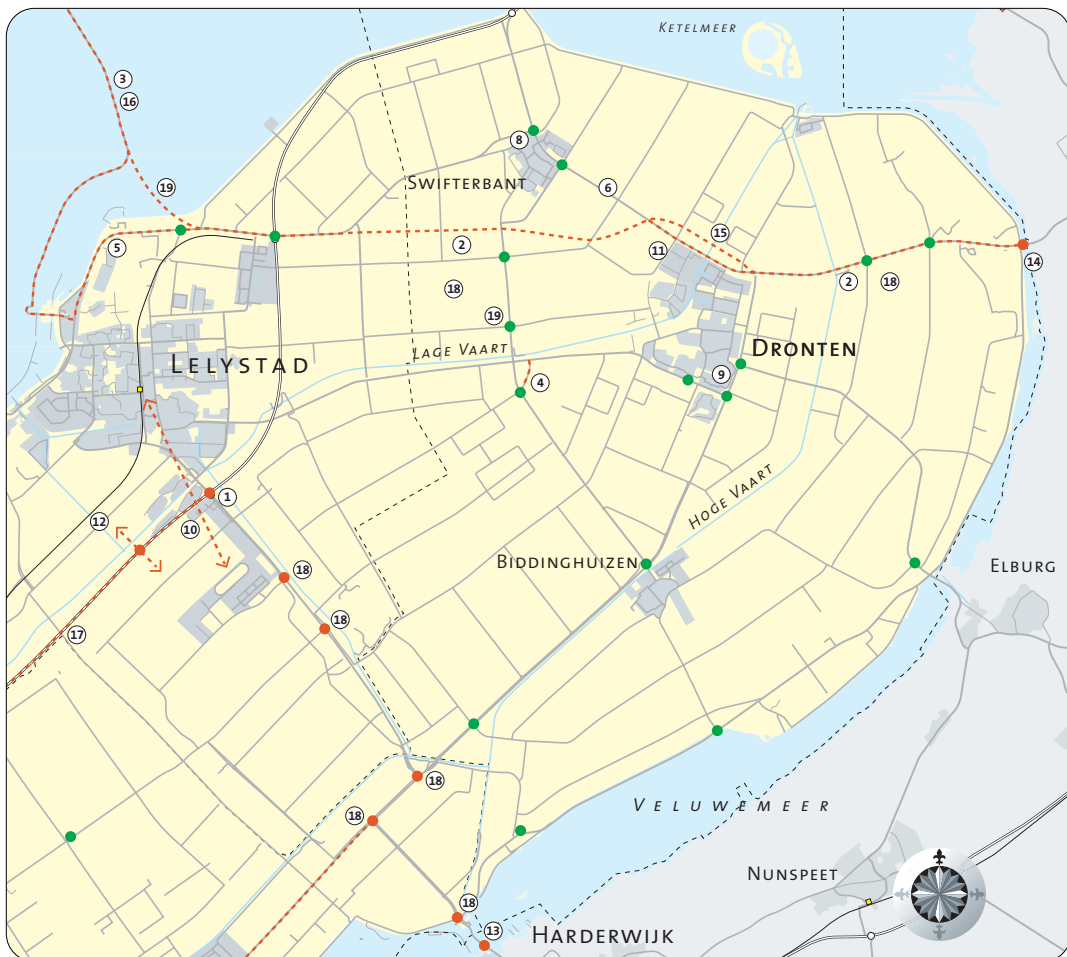 KETELMEER
3
16
8
SWIFTERBANT
19
6
5
2
15
11
14
18
2
18
19
LAGE VAART
DRONTEN
LELYSTAD
4
9
HOGE VAART
1
12
10
BIDDINGHUIZEN
ELBURG
18
18
17
18
VELUWEMEER
18
NUNSPEET
18
13
HARDERWIJK